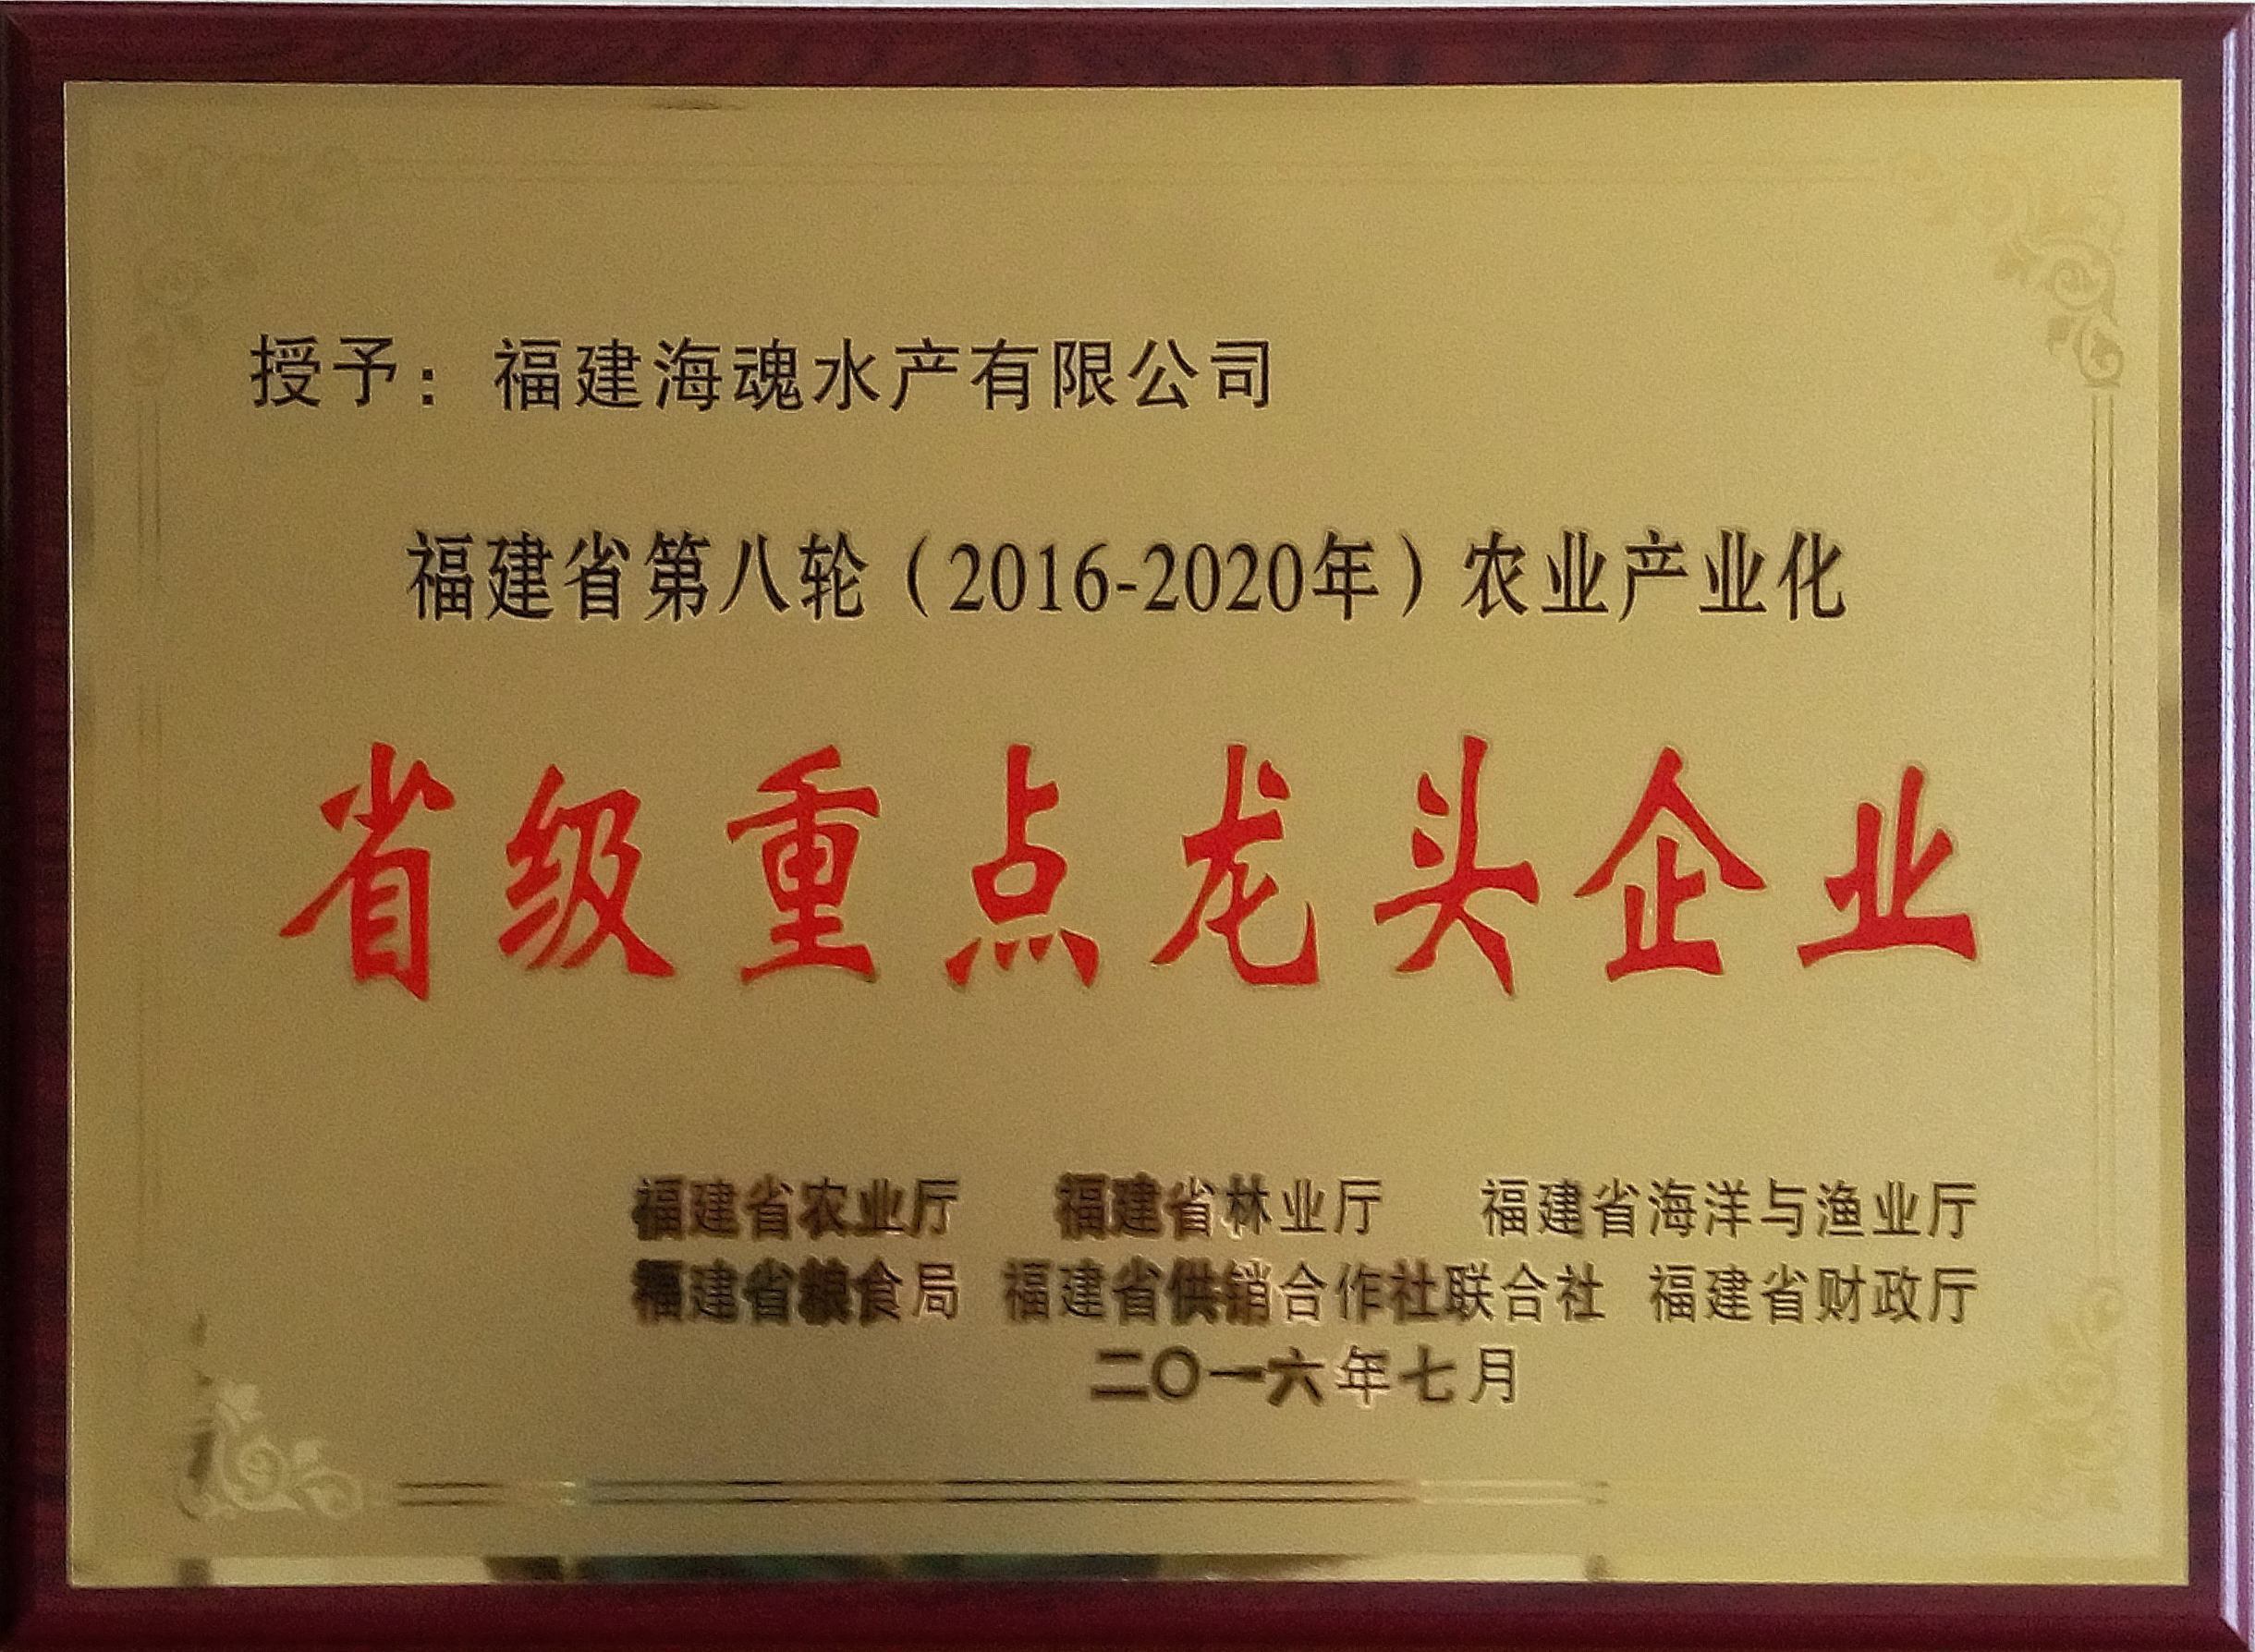 授予：福建海魂水产有限公司
福建省第八轮（2016-2020年）农业产业化
省级重点龙头企业
福建省农业厅 福建省林业厅 福建省海洋与渔业厅
福建省粮食局 福建省供销合作社联合社 福建省财政厅
二〇一六年七月